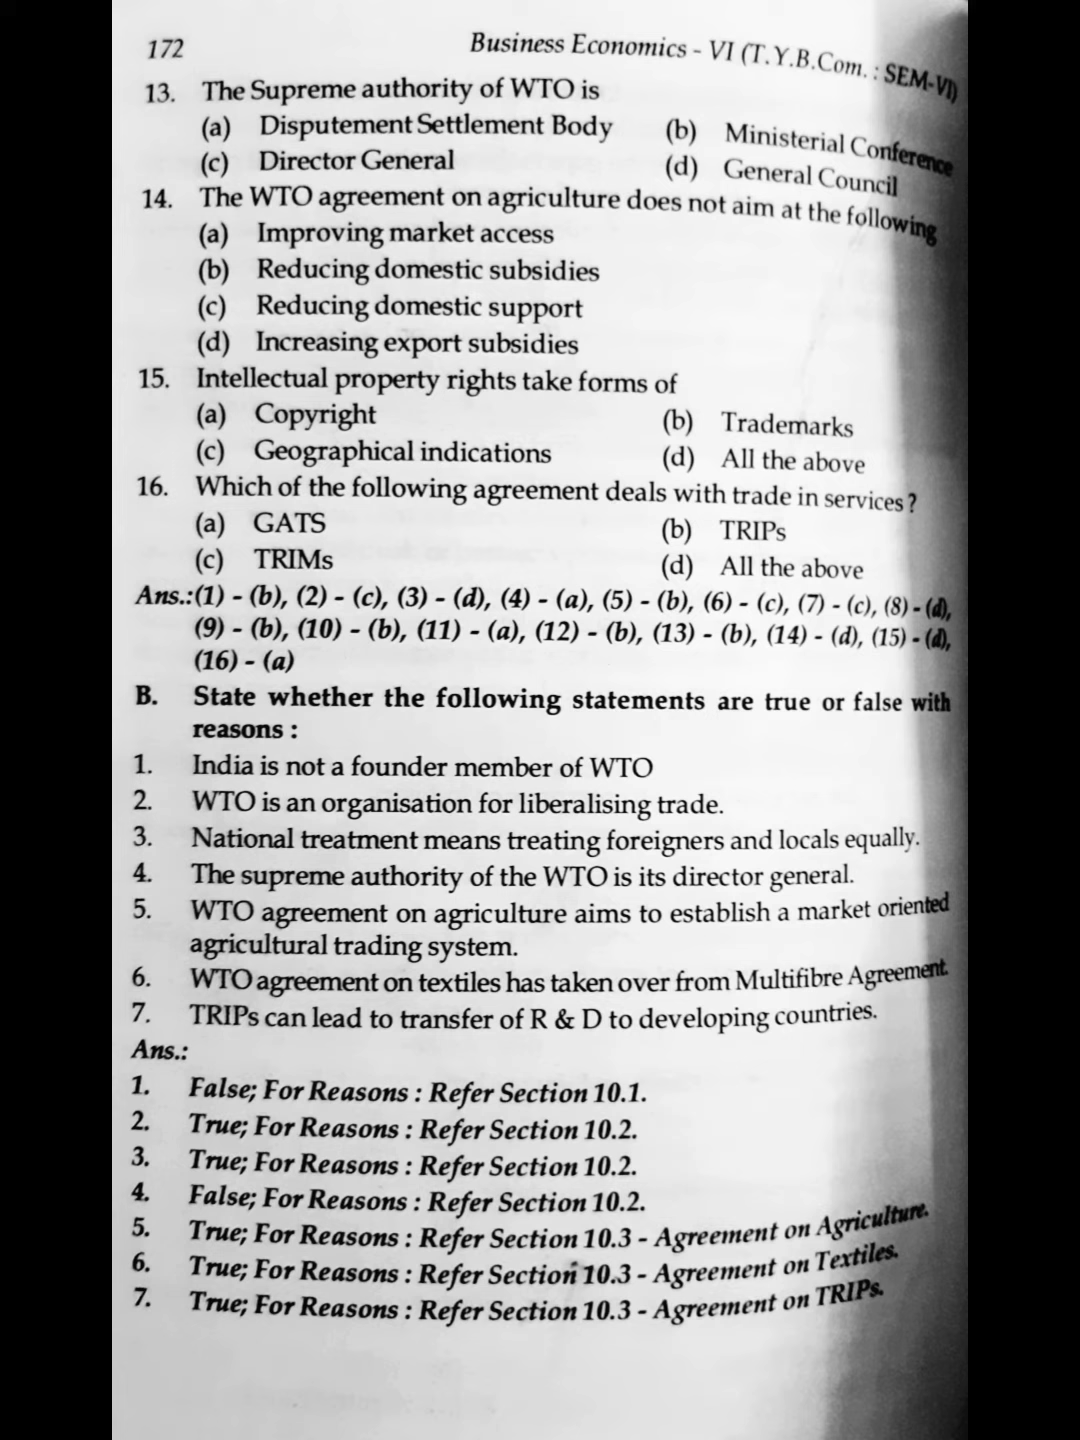 172 Business Economics - VI (T.Y.B.Com. : SEM-VI)
13. The Supreme authority of WTO is
(a) Disputement Settlement Body (b) Ministerial Conference
(c) Director General (d) General Council
14. The WTO agreement on agriculture does not aim at the following
(a) Improving market access
(b) Reducing domestic subsidies
(c) Reducing domestic support
(d) Increasing export subsidies
15. Intellectual property rights take forms of
(a) Copyright (b) Trademarks
(c) Geographical indications (d) All the above
16. Which of the following agreement deals with trade in services?
(a) GATS (b) TRIPs
(c) TRIMs (d) All the above
Ans.:(1) - (b), (2) - (c), (3) - (d), (4) - (a), (5) - (b), (6) - (c), (7) - (c), (8) - (d),
(9) - (b), (10) - (b), (11) - (a), (12) - (b), (13) - (b), (14) - (d), (15) - (d),
(16) - (a)
B. State whether the following statements are true or false with
reasons :
1. India is not a founder member of WTO
2. WTO is an organisation for liberalising trade.
3. National treatment means treating foreigners and locals equally.
4. The supreme authority of the WTO is its director general.
5. WTO agreement on agriculture aims to establish a market oriented
agricultural trading system.
6. WTO agreement on textiles has taken over from Multifibre Agreement.
7. TRIPs can lead to transfer of R & D to developing countries.
Ans.:
1. False; For Reasons : Refer Section 10.1.
2. True; For Reasons : Refer Section 10.2.
3. True; For Reasons : Refer Section 10.2.
4. False; For Reasons : Refer Section 10.2.
5. True; For Reasons : Refer Section 10.3 - Agreement on Agriculture.
6. True; For Reasons : Refer Section 10.3 - Agreement on Textiles.
7. True; For Reasons : Refer Section 10.3 - Agreement on TRIPs.